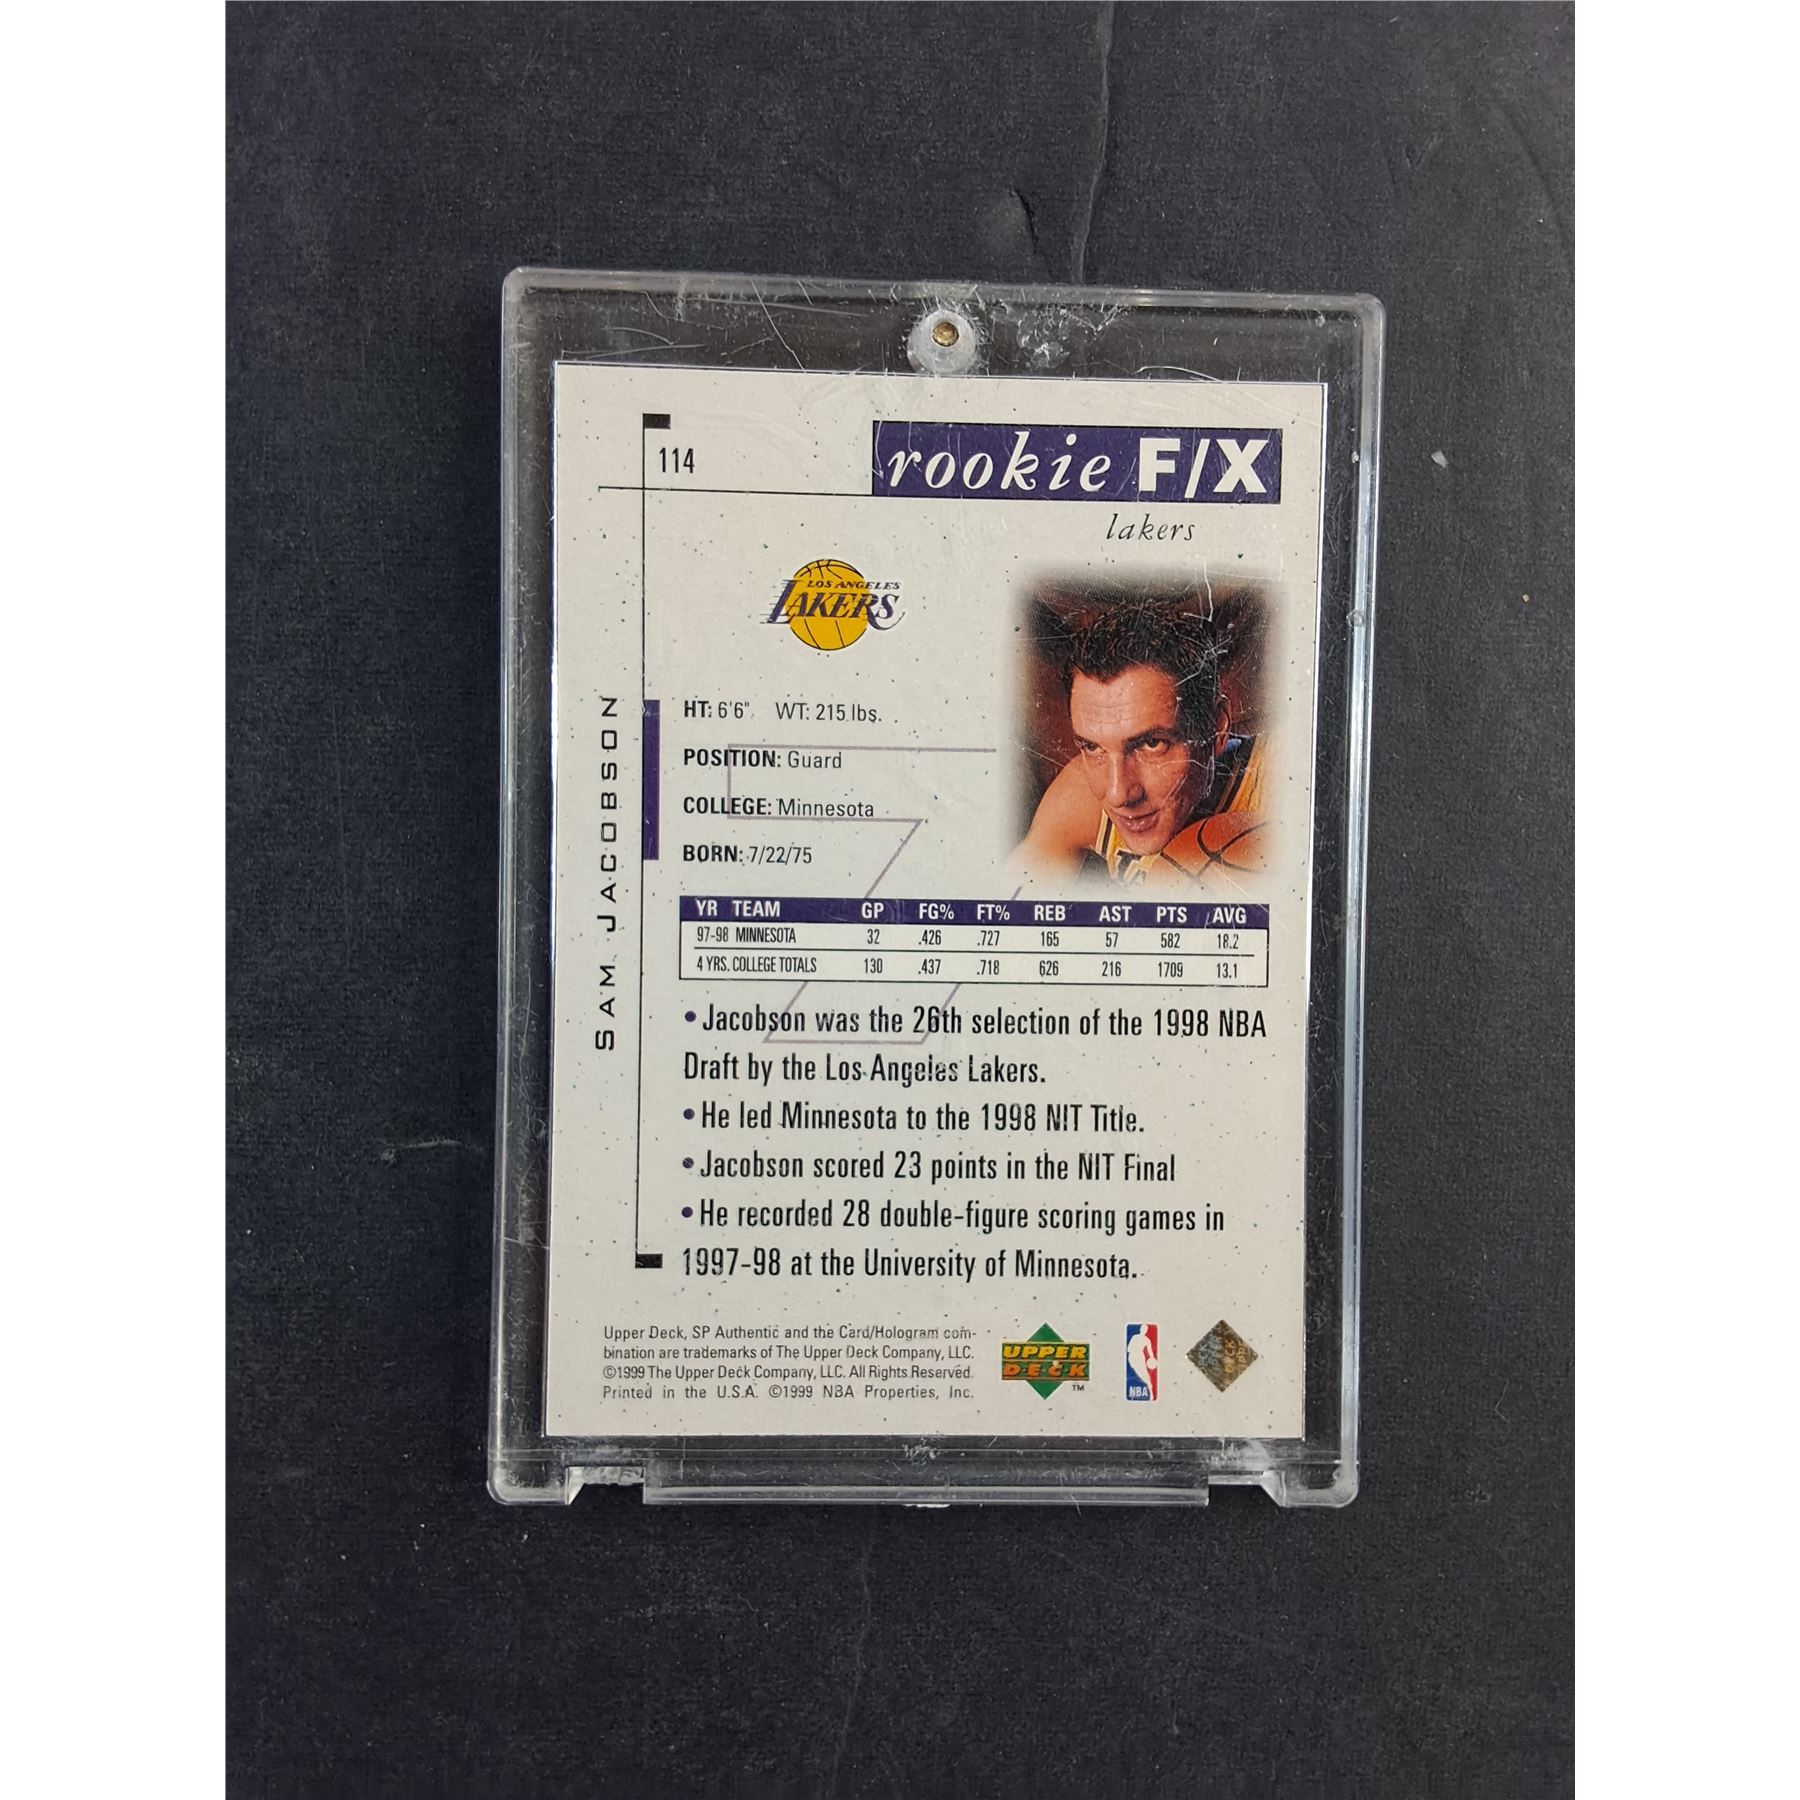 114
rookie F/X
lakers
LOS ANGELES
LAKERS
SAM JACOBSON
HT: 6'6" WT: 215 lbs.
POSITION: Guard
COLLEGE: Minnesota
BORN: 7/22/75
YR TEAM GP FG% FT% REB AST PTS AVG
97-98 MINNESOTA 32 .426 .727 165 57 582 18.2
4 YRS. COLLEGE TOTALS 130 .437 .718 626 216 1709 13.1
•Jacobson was the 26th selection of the 1998 NBA
Draft by the Los Angeles Lakers.
•He led Minnesota to the 1998 NIT Title.
•Jacobson scored 23 points in the NIT Final
•He recorded 28 double-figure scoring games in
1997-98 at the University of Minnesota.
Upper Deck, SP Authentic and the Card/Hologram com-
bination are trademarks of The Upper Deck Company, LLC.
©1999 The Upper Deck Company, LLC. All Rights Reserved.
Printed in the U.S.A. ©1999 NBA Properties, Inc.
UPPER
DECK
TM
NBA